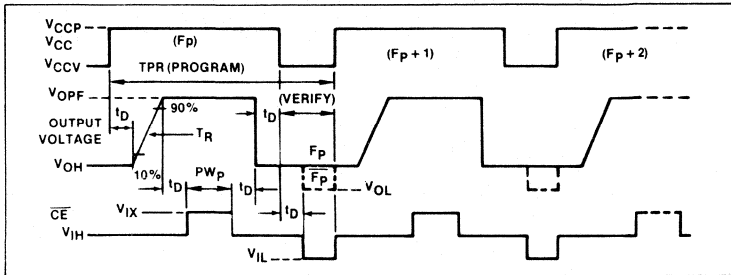 VCCP
VCC
VCCV
(Fp)
(FP + 1)
(FP + 2)
TPR (PROGRAM)
(VERIFY)
VOPF
tD
90%
tD
OUTPUT
VOLTAGE
TR
VOH
10%
FP
FP
VOL
tD
PWP
tD
tD
CE
VIX
VIH
VIL